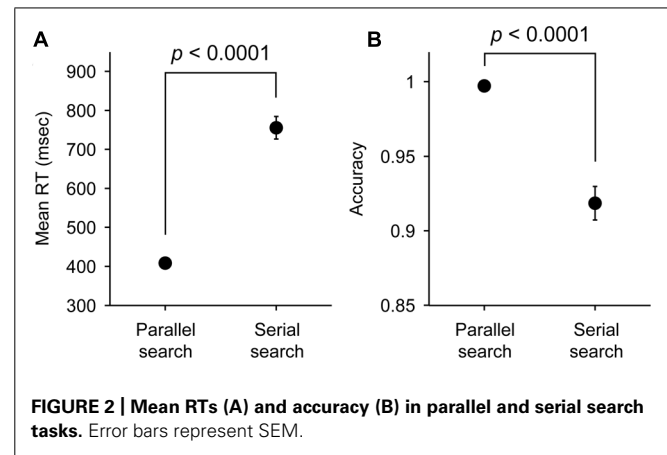 A
p < 0.0001
900
800
700
600
500
400
300
Mean RT (msec)
Parallel search
Serial search
B
p < 0.0001
1
0.95
0.9
0.85
Accuracy
Parallel search
Serial search
FIGURE 2 | Mean RTs (A) and accuracy (B) in parallel and serial search
tasks. Error bars represent SEM.